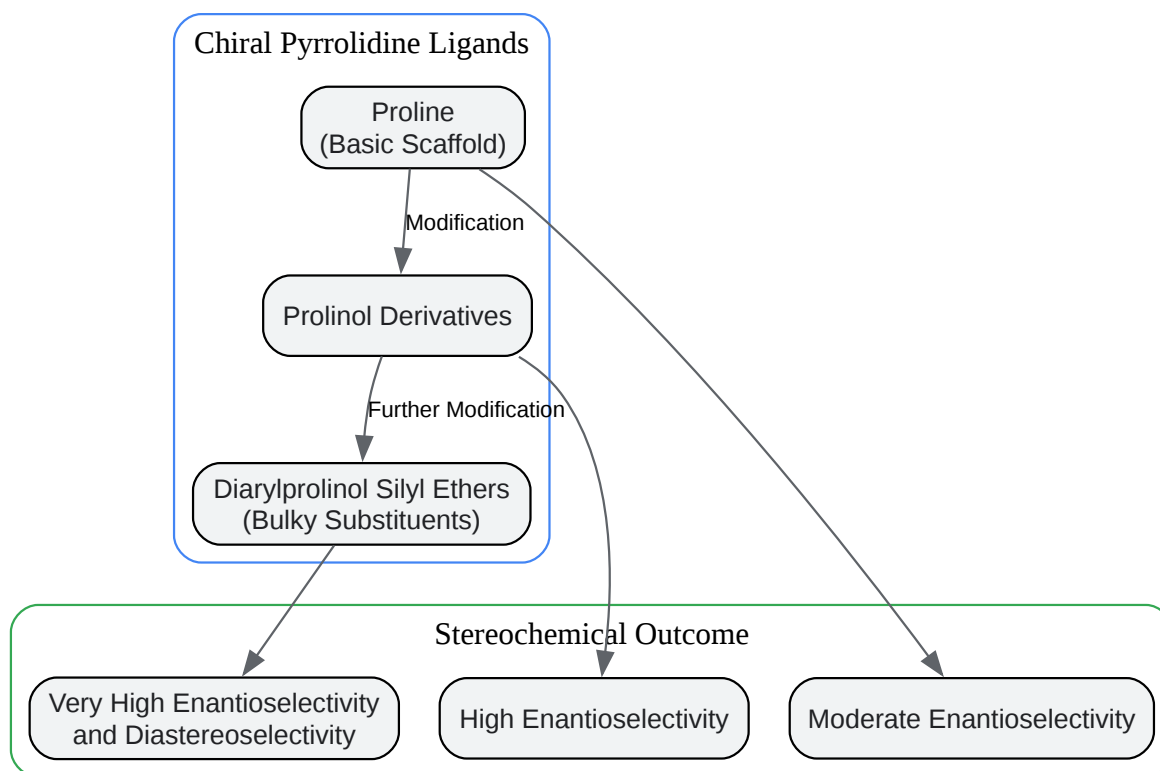 Chiral Pyrrolidine Ligands
Proline
(Basic Scaffold)
Modification
Prolinol Derivatives
Further Modification
Diarylprolinol Silyl Ethers
(Bulky Substituents)
Stereochemical Outcome
Very High Enantioselectivity
and Diastereoselectivity
High Enantioselectivity
Moderate Enantioselectivity